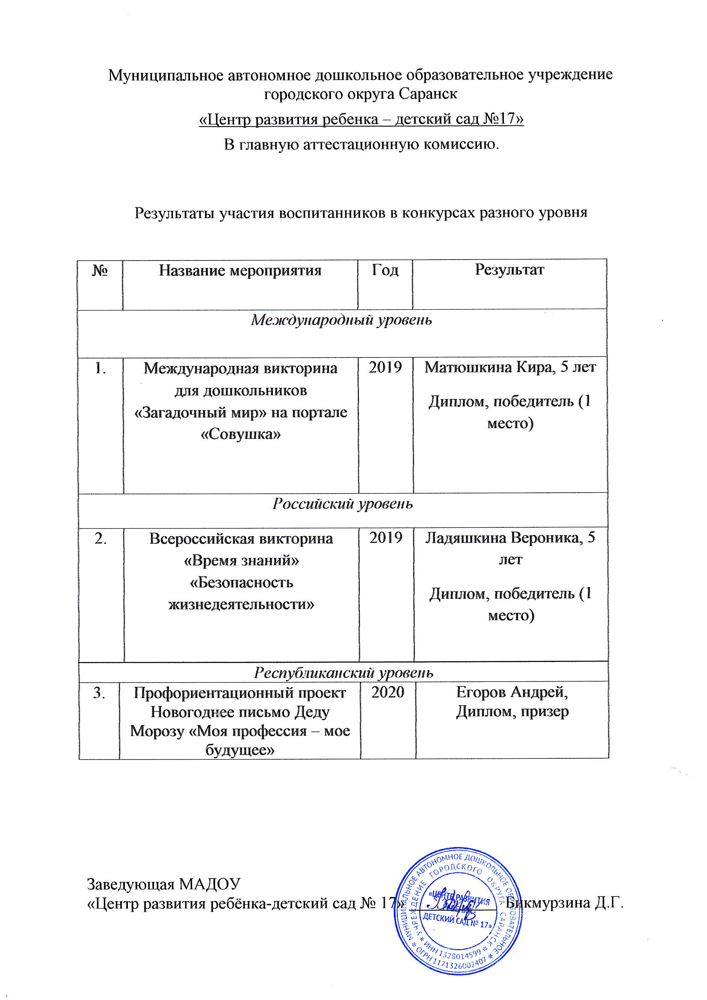 Муниципальное автономное дошкольное образовательное учреждение
городского округа Саранск
«Центр развития ребенка – детский сад №17»
В главную аттестационную комиссию.
Результаты участия воспитанников в конкурсах разного уровня
№ Название мероприятия Год Результат
Международный уровень
1. Международная викторина 2019 Матюшкина Кира, 5 лет
для дошкольников
«Загадочный мир» на портале Диплом, победитель (1
«Совушка» место)
Российский уровень
2. Всероссийская викторина 2019 Ладяшкина Вероника, 5
«Время знаний» лет
«Безопасность Диплом, победитель (1
жизнедеятельности» место)
Республиканский уровень
3. Профориентационный проект 2020 Егоров Андрей,
Новогоднее письмо Деду Диплом, призер
Морозу «Моя профессия – мое
будущее»
Заведующая МАДОУ
«Центр развития ребёнка-детский сад № 17» Бикмурзина Д.Г.
МУНИЦИПАЛЬНОЕ АВТОНОМНОЕ ДОШКОЛЬНОЕ ОБРАЗОВАТЕЛЬНОЕ
* ОГРН 1171326002407 *
УЧРЕЖДЕНИЕ ГОРОДСКОГО ОКРУГА САРАНСК
* ИНН 1328014599 *
«ЦЕНТР РАЗВИТИЯ
ДЕТСКИЙ САД № 17»